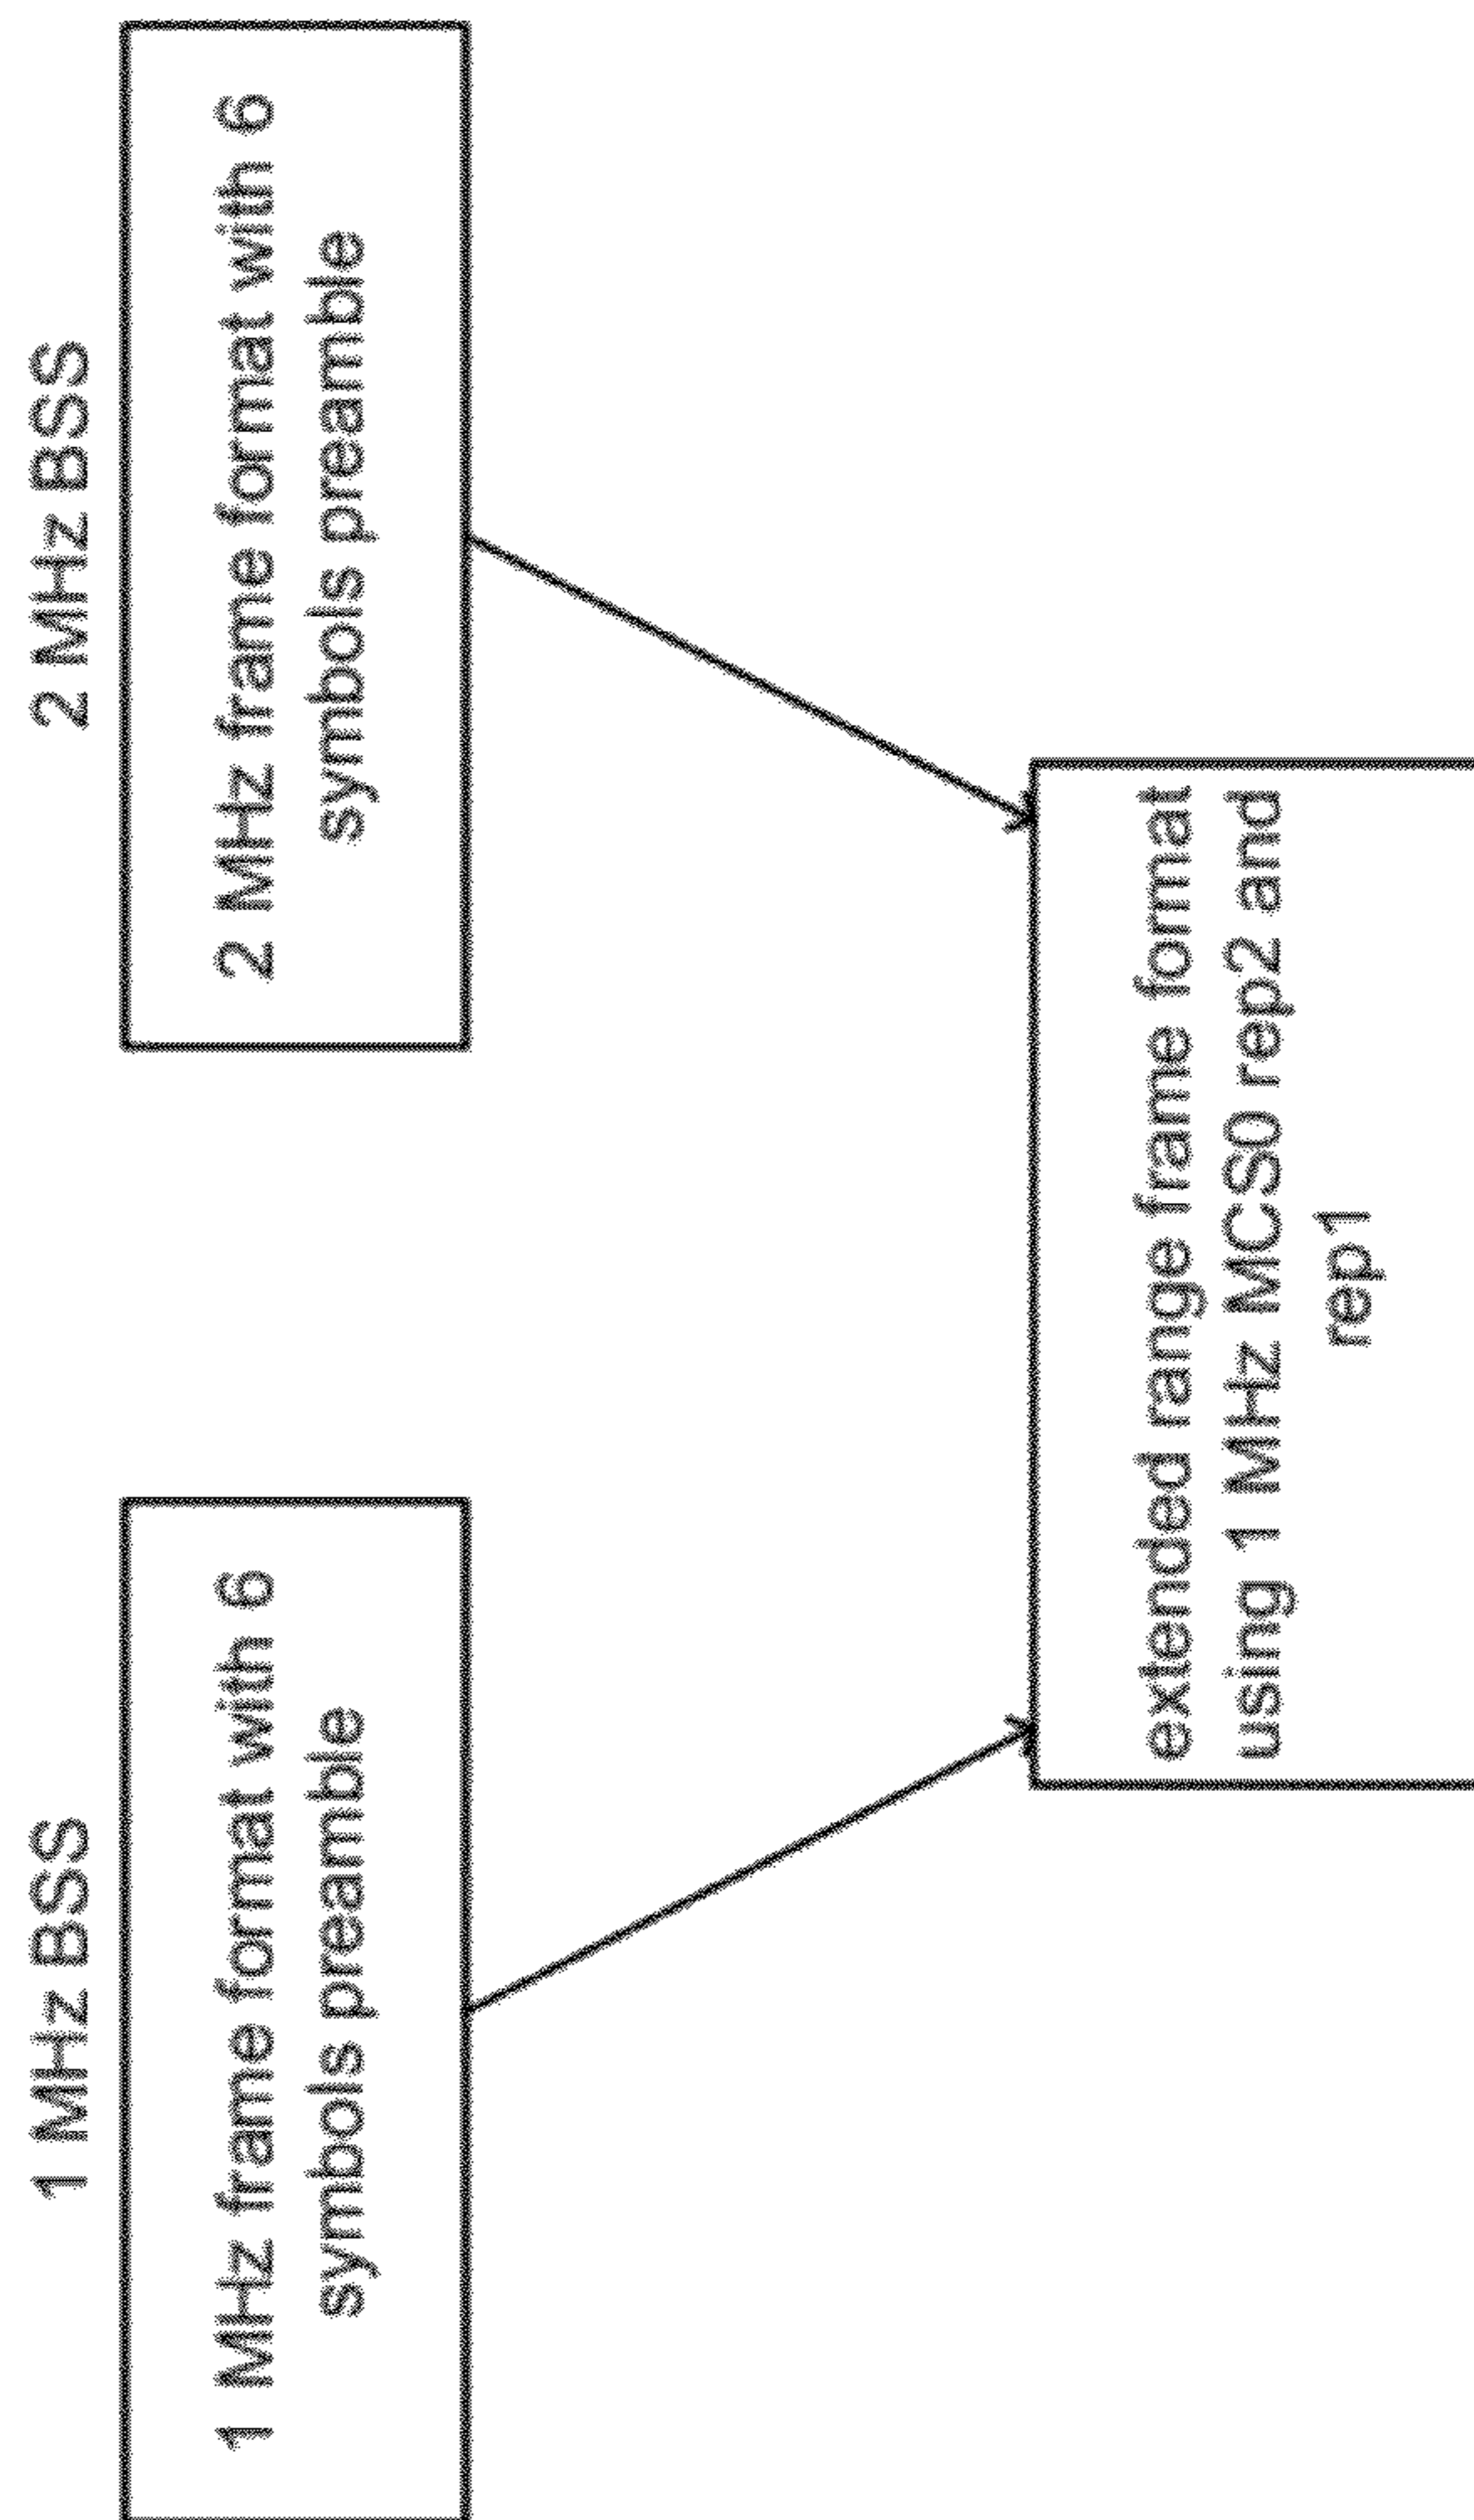 1 MHz BSS
1 MHz frame format with 6
symbols preamble
2 MHz BSS
2 MHz frame format with 6
symbols preamble
extended range frame format
using 1 MHz MCS0 rep2 and
rep1